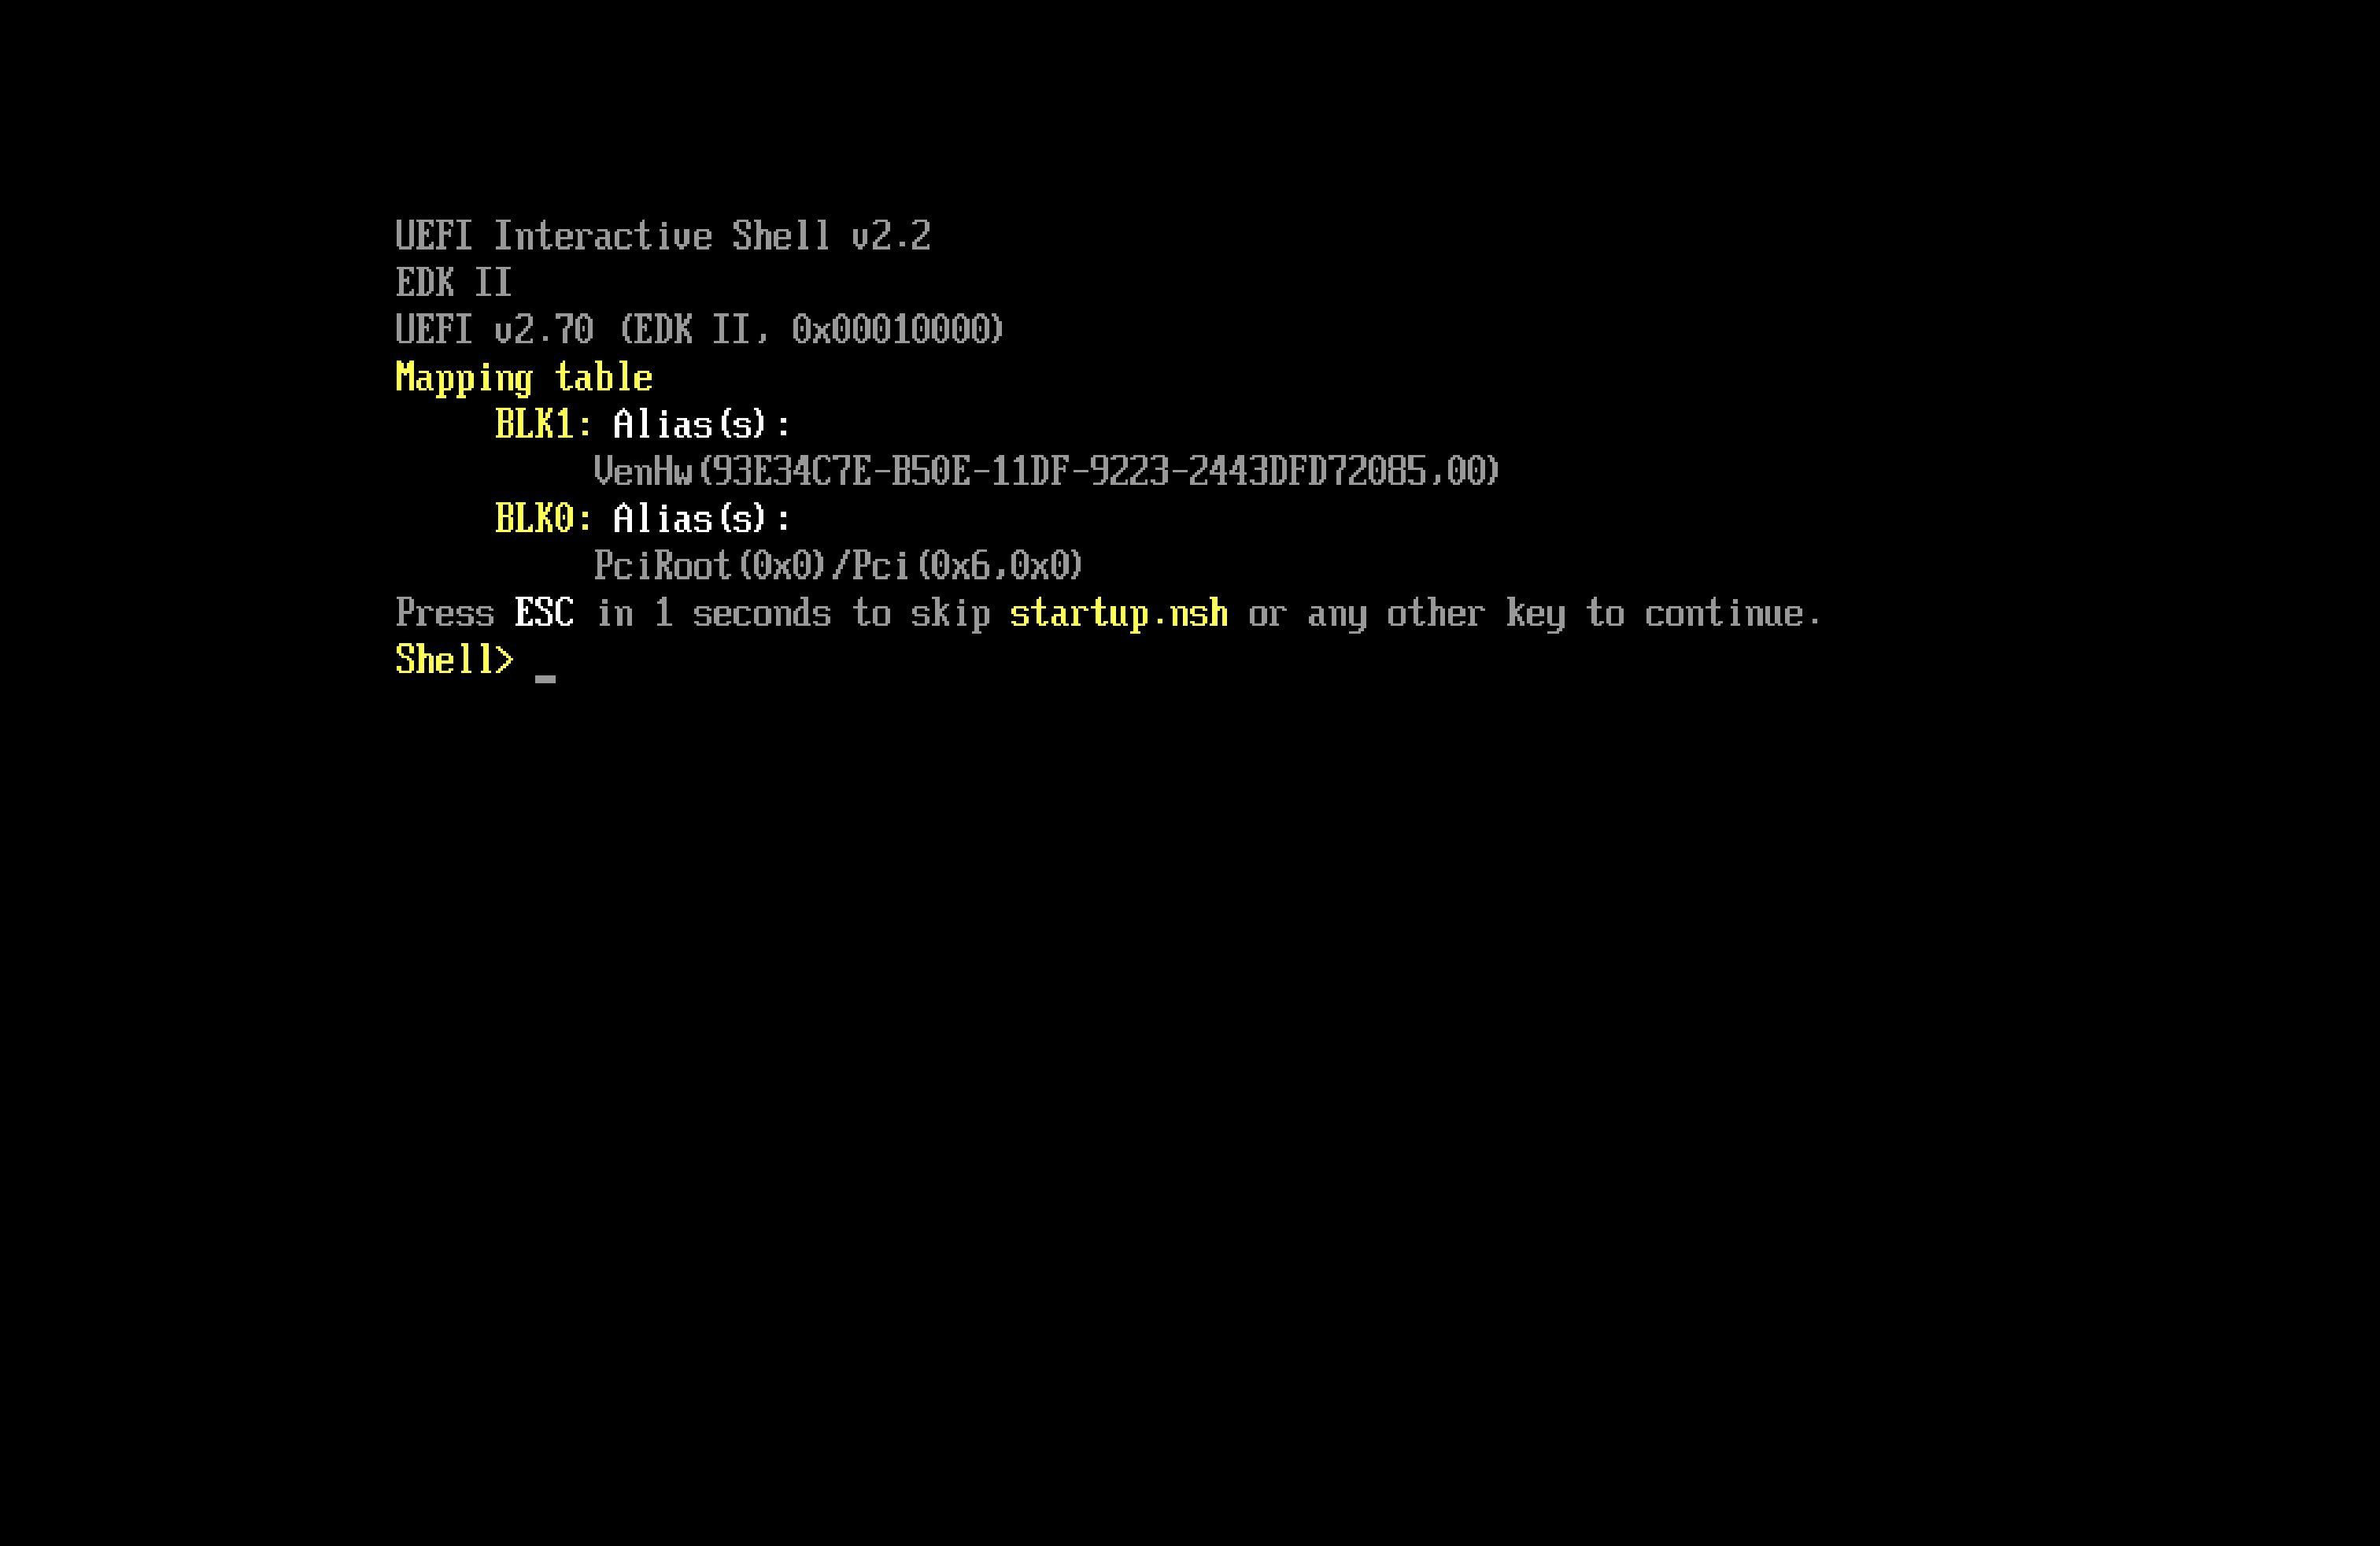 UEFI Interactive Shell v2.2
EDK II
UEFI v2.70 (EDK II, 0x00010000)
Mapping table
BLK1: Alias(s):
VenHw(93E34C7E-B50E-11DF-9223-2443DFD72085,00)
BLK0: Alias(s):
PciRoot(0x0)/Pci(0x6,0x0)
Press ESC in 1 seconds to skip startup.nsh or any other key to continue.
Shell> _